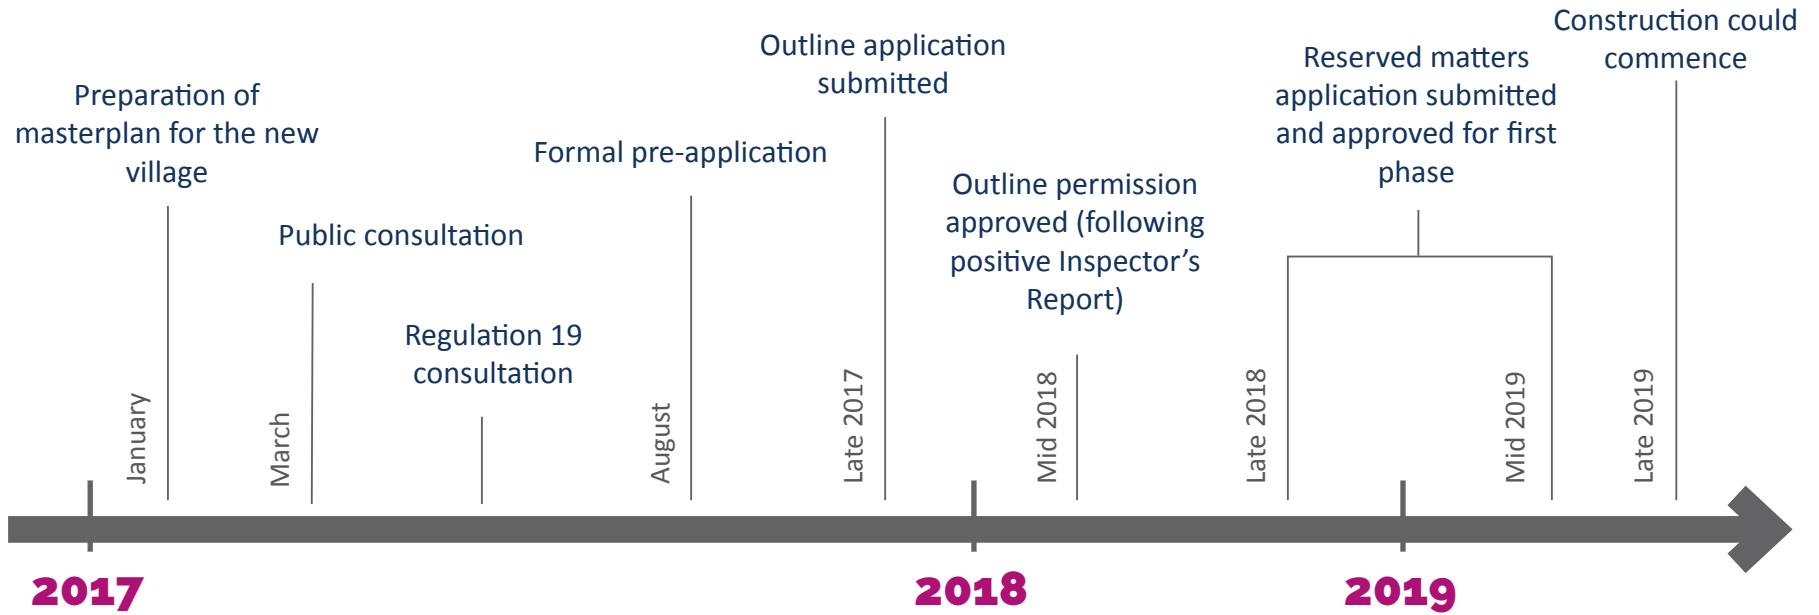 Preparation of
masterplan for the new
village
January
Public consultation
March
Regulation 19
consultation
Formal pre-application
August
Outline application
submitted
Late 2017
Outline permission
approved (following
positive Inspector’s
Report)
Mid 2018
Reserved matters
application submitted
and approved for first
phase
Late 2018
Mid 2019
Construction could
commence
Late 2019
2017
2018
2019